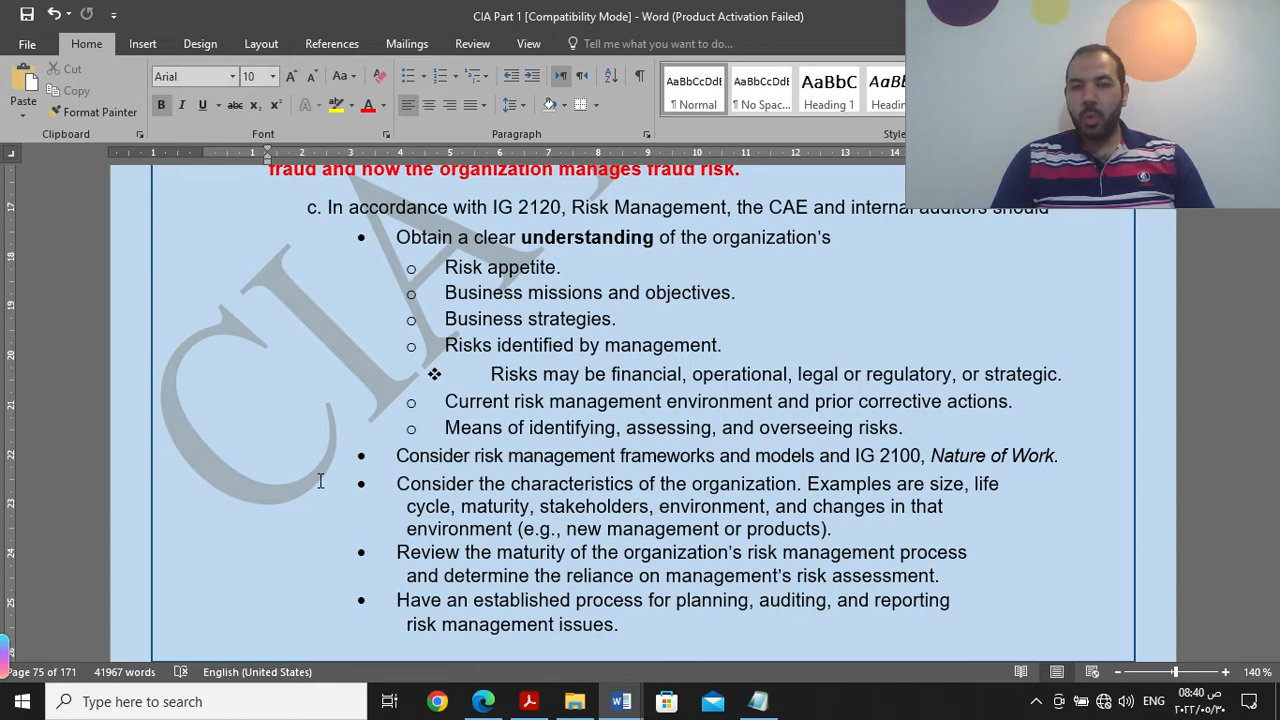 CIA Part 1 [Compatibility Mode] - Word (Product Activation Failed)
File Home Insert Design Layout References Mailings Review View Tell me what you want to do...
Paste
Cut
Copy
Format Painter
Clipboard
Arial 10
Font
Paragraph
AaBbCcDdE AaBbCcDdE AaBbC
¶ Normal ¶ No Spac... Heading
fraud and how the organization manages fraud risk.
c. In accordance with IG 2120, Risk Management, the CAE and internal auditors should
• Obtain a clear understanding of the organization's
o Risk appetite.
o Business missions and objectives.
o Business strategies.
o Risks identified by management.
❖ Risks may be financial, operational, legal or regulatory, or strategic.
o Current risk management environment and prior corrective actions.
o Means of identifying, assessing, and overseeing risks.
• Consider risk management frameworks and models and IG 2100, Nature of Work.
• Consider the characteristics of the organization. Examples are size, life
cycle, maturity, stakeholders, environment, and changes in that
environment (e.g., new management or products).
• Review the maturity of the organization's risk management process
and determine the reliance on management's risk assessment.
• Have an established process for planning, auditing, and reporting
risk management issues.
CIA
Page 75 of 171 41967 words English (United States) 140 %
Type here to search
ENG
08:40 ص
٢٠٢٢/٠٥/٣٠